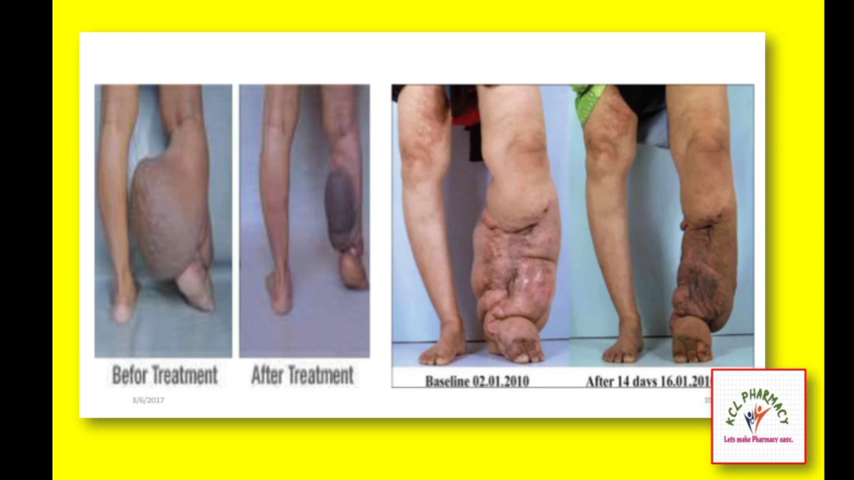 Befor Treatment
After Treatment
Baseline 02.01.2010
After 14 days 16.01.201
3/6/2017
KCL PHARMACY
Lets make Pharmacy easy.